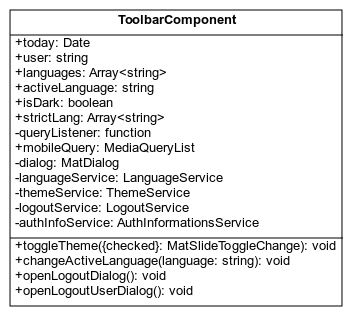 ToolbarComponent
+today: Date
+user: string
+languages: Array<string>
+activeLanguage: string
+isDark: boolean
+strictLang: Array<string>
-queryListener: function
+mobileQuery: MediaQueryList
-dialog: MatDialog
-languageService: LanguageService
-themeService: ThemeService
-logoutService: LogoutService
-authInfoService: AuthInformationsService
+toggleTheme({checked}: MatSlideToggleChange): void
+changeActiveLanguage(language: string): void
+openLogoutDialog(): void
+openLogoutUserDialog(): void